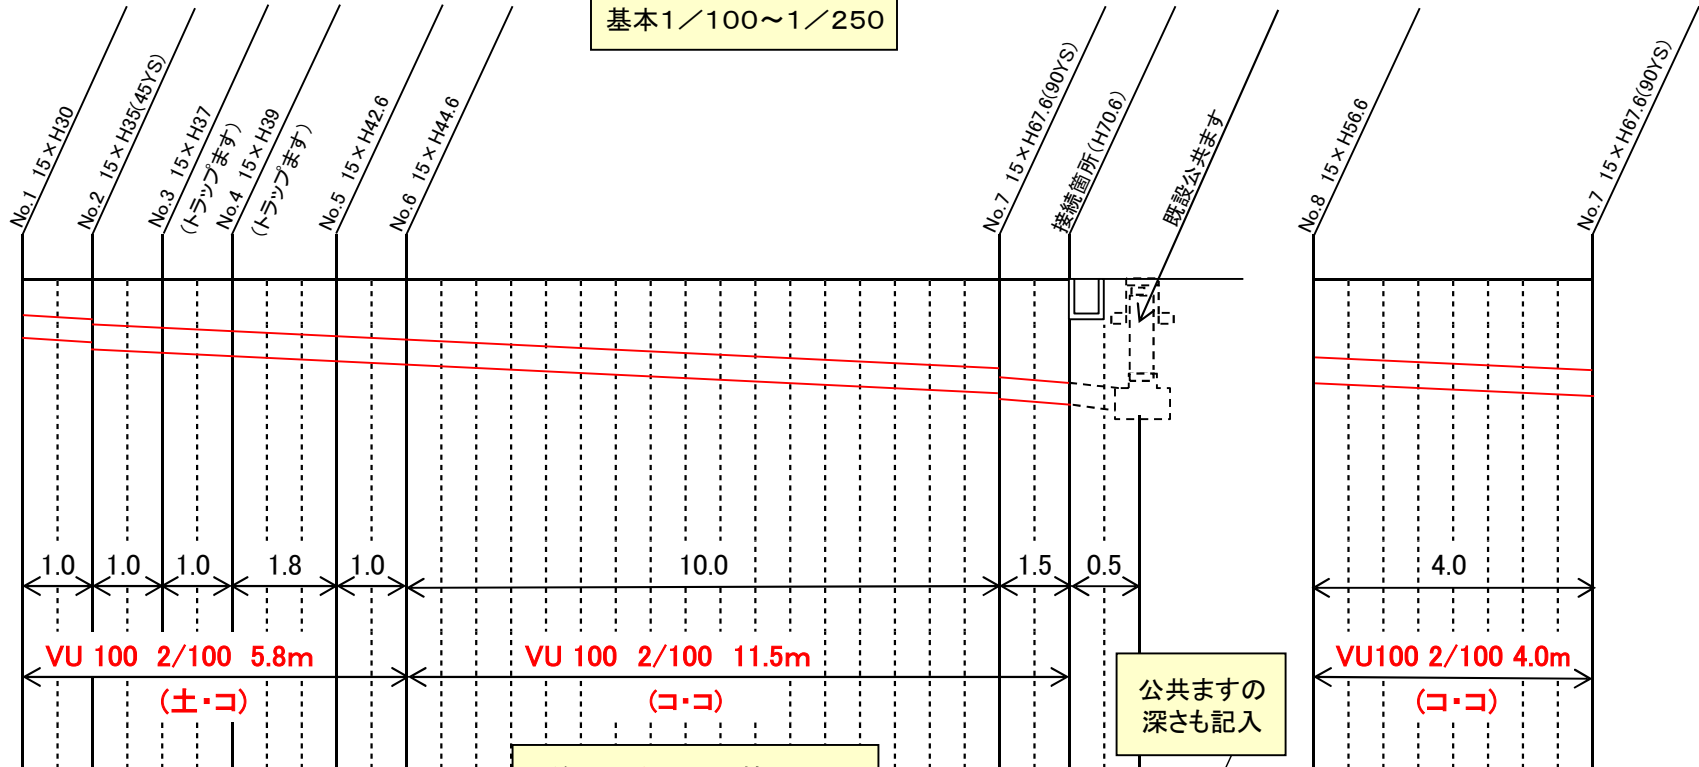 基本1／100～1／250
No.1 15×H30
No.2 15×H35(45YS)
No.3 15×H37
(トラップます)
No.4 15×H39
(トラップます)
No.5 15×H42.6
No.6 15×H44.6
No.7 15×H67.6(90YS)
接続箇所(H70.6)
既設公共ます
No.8 15×H56.6
No.7 15×H67.6(90YS)
1.0 1.0 1.0 1.8 1.0 10.0 1.5 0.5 4.0
VU 100 2/100 5.8m
(土・コ)
VU 100 2/100 11.5m
(コ・コ)
VU100 2/100 4.0m
(コ・コ)
公共ますの
深さも記入